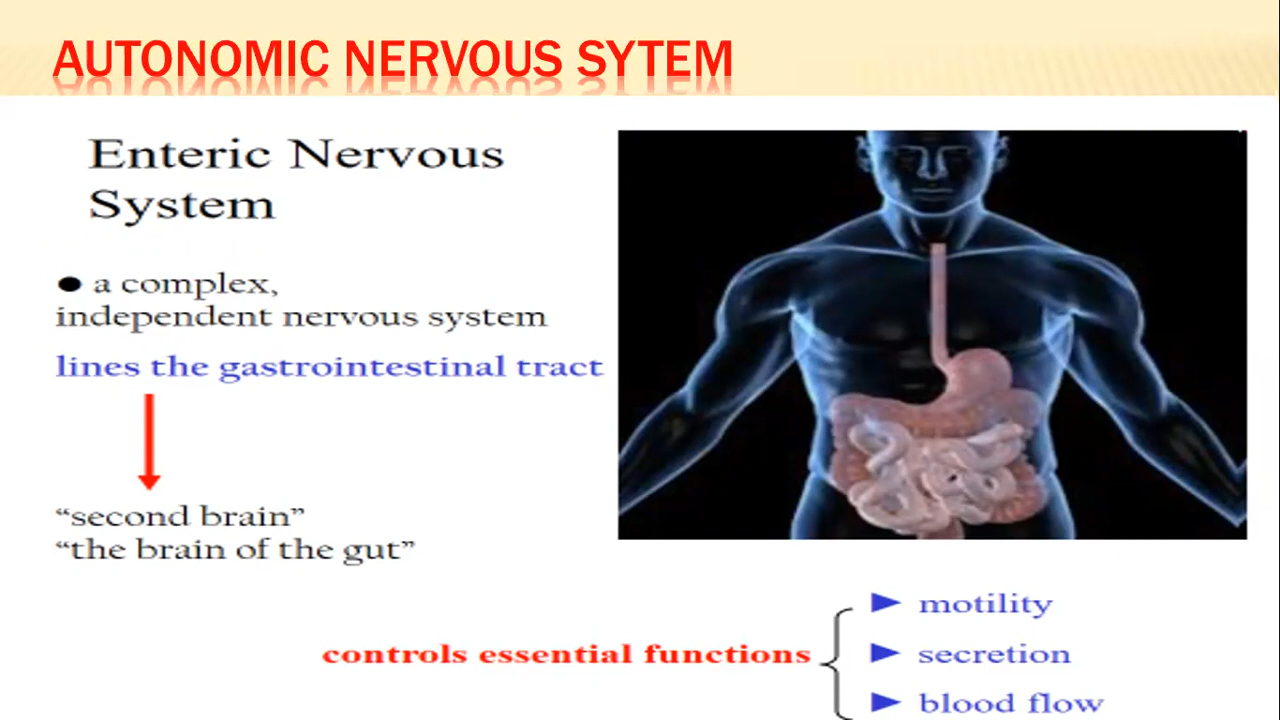 AUTONOMIC NERVOUS SYTEM
Enteric Nervous
System
● a complex,
independent nervous system
lines the gastrointestinal tract
“second brain”
“the brain of the gut”
controls essential functions
► motility
► secretion
► blood flow